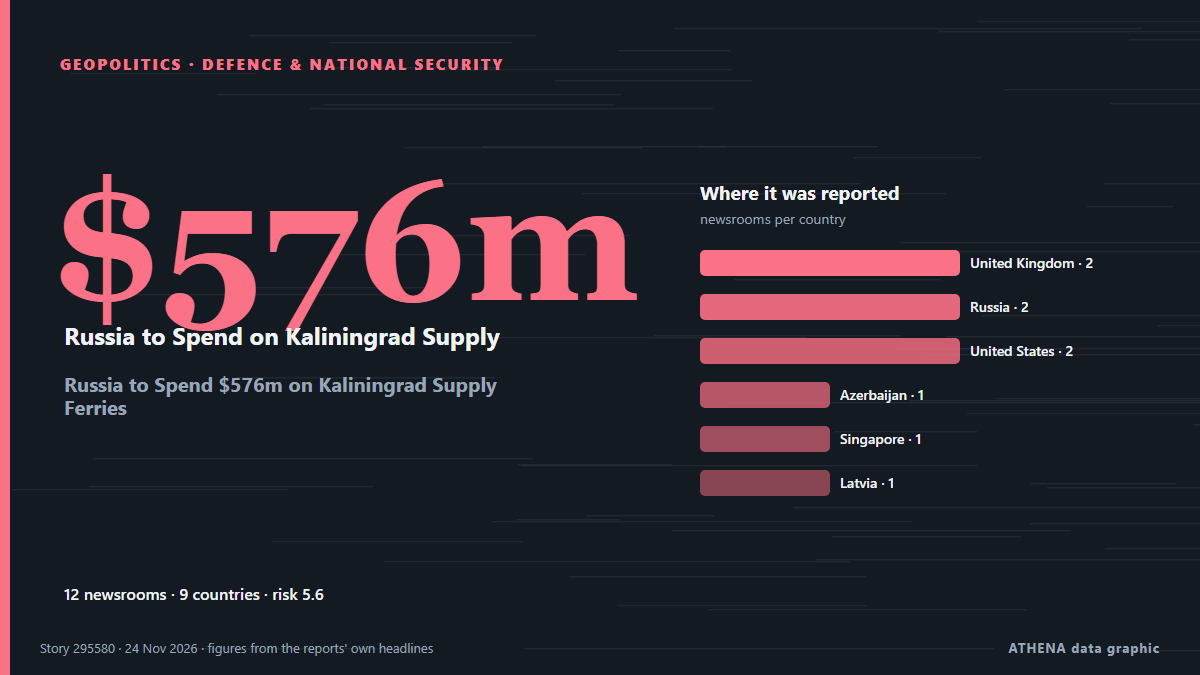 GEOPOLITICS · DEFENCE & NATIONAL SECURITY
$576m
Russia to Spend on Kaliningrad Supply
Russia to Spend $576m on Kaliningrad Supply
Ferries
Where it was reported
newsrooms per country
United Kingdom · 2
Russia · 2
United States · 2
Azerbaijan · 1
Singapore · 1
Latvia · 1
12 newsrooms · 9 countries · risk 5.6
Story 295580 · 24 Nov 2026 · figures from the reports' own headlines
ATHENA data graphic